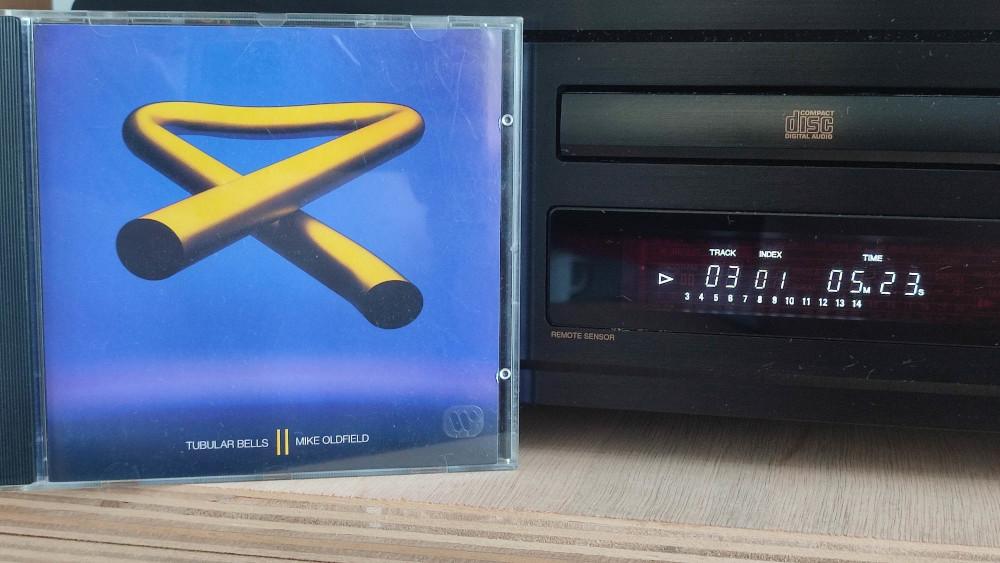 TUBULAR BELLS II MIKE OLDFIELD
COMPACT
disc
DIGITAL AUDIO
TRACK INDEX TIME
03 01 05M 23S
3 4 5 6 7 8 9 10 11 12 13 14
REMOTE SENSOR